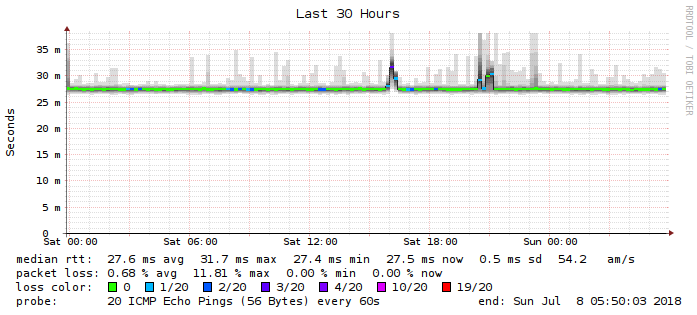 Last 30 Hours
RRDTOOL / TOBI OETIKER
Seconds
35 m
30 m
25 m
20 m
15 m
10 m
5 m
0
Sat 00:00 Sat 06:00 Sat 12:00 Sat 18:00 Sun 00:00
median rtt: 27.6 ms avg 31.7 ms max 27.4 ms min 27.5 ms now 0.5 ms sd 54.2 am/s
packet loss: 0.68 % avg 11.81 % max 0.00 % min 0.00 % now
loss color: 0 1/20 2/20 3/20 4/20 10/20 19/20
probe: 20 ICMP Echo Pings (56 Bytes) every 60s end: Sun Jul 8 05:50:03 2018